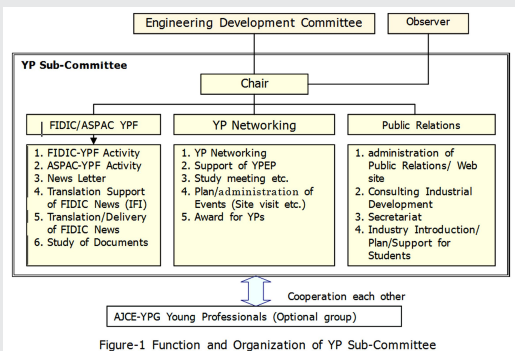 Engineering Development Committee
Observer
YP Sub-Committee
Chair
FIDIC/ASPAC YPF
YP Networking
Public Relations
1. FIDIC-YPF Activity
2. ASPAC-YPF Activity
3. News Letter
4. Translation Support
of FIDIC News (IFI)
5. Translation/Delivery
of FIDIC News
6. Study of Documents
1. YP Networking
2. Support of YPEP
3. Study meeting etc.
4. Plan/administration of
Events (Site visit etc.)
5. Award for YPs
1. administration of
Public Relations/ Web
site
2. Consulting Industrial
Development
3. Secretariat
4. Industry Introduction/
Plan/Support for
Students
Cooperation each other
AJCE-YPG Young Professionals (Optional group)
Figure-1 Function and Organization of YP Sub-Committee